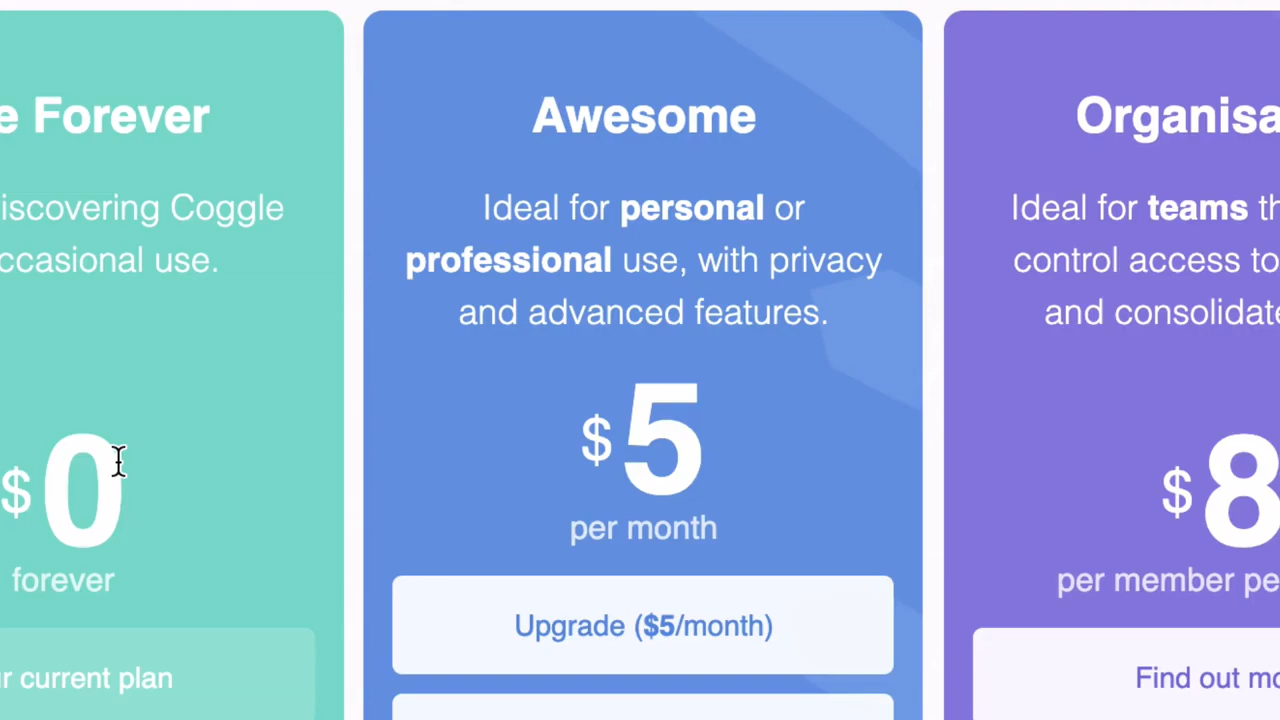 e Forever
iscovering Coggle
ccasional use.
$0
forever
r current plan
Awesome
Ideal for personal or
professional use, with privacy
and advanced features.
$5
per month
Upgrade ($5/month)
Organisa
Ideal for teams th
control access to
and consolidate
$8
per member pe
Find out mo